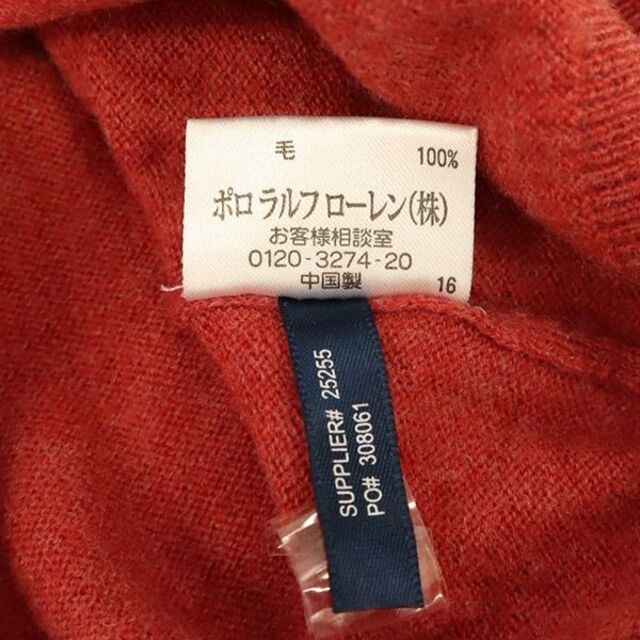 毛 100%
ポロ ラルフ ローレン(株)
お客様相談室
0120-3274-20
中国製 16
SUPPLIER# 25255
PO# 308061